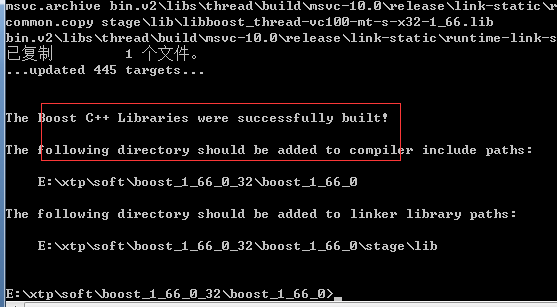 msvc.archive bin.v2\libs\thread\build\msvc-10.0\release\link-static\r
common.copy stage\lib\libboost_thread-vc100-mt-s-x32-1_66.lib
bin.v2\libs\thread\build\msvc-10.0\release\link-static\runtime-link-s
已复制         1 个文件。
...updated 445 targets...
The Boost C++ Libraries were successfully built!
The following directory should be added to compiler include paths:
E:\xtp\soft\boost_1_66_0_32\boost_1_66_0
The following directory should be added to linker library paths:
E:\xtp\soft\boost_1_66_0_32\boost_1_66_0\stage\lib
E:\xtp\soft\boost_1_66_0_32\boost_1_66_0>